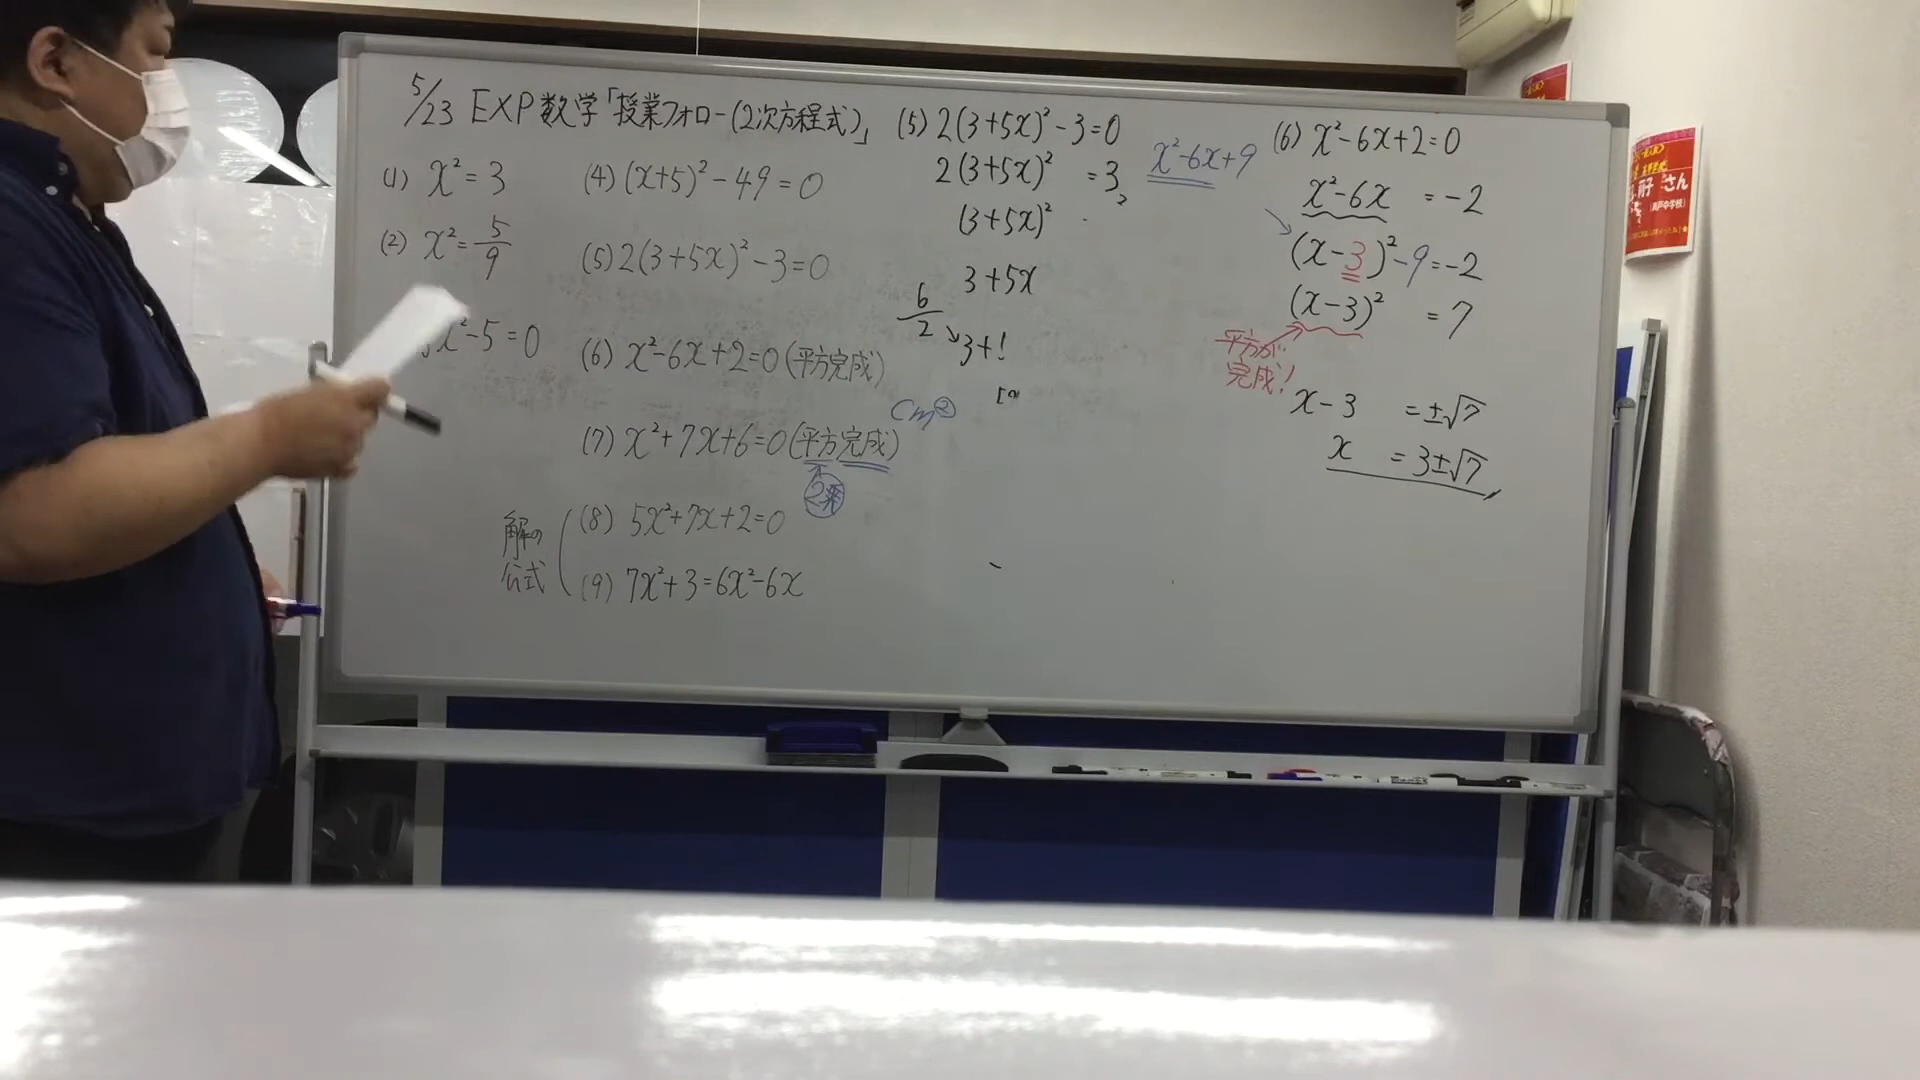 5/23 EXP数学「授業フォロー(2次方程式)」
(1) x²=3
(2) x²=5/9
x²-5=0
(4) (x+5)²-49=0
(5) 2(3+5x)²-3=0
(6) x²-6x+2=0(平方完成)
(7) x²+7x+6=0(平方完成)
cm②
2乗
解の公式
(8) 5x²+7x+2=0
(9) 7x²+3=6x²-6x
(5) 2(3+5x)²-3=0
2(3+5x)² =3
(3+5x)²
3+5x
6/2
3+!
x²-6x+9
(6) x²-6x+2=0
x²-6x =-2
(x-3)²-9=-2
(x-3)² =7
平方が
完成!
x-3 =±√7
x =3±√7
さん